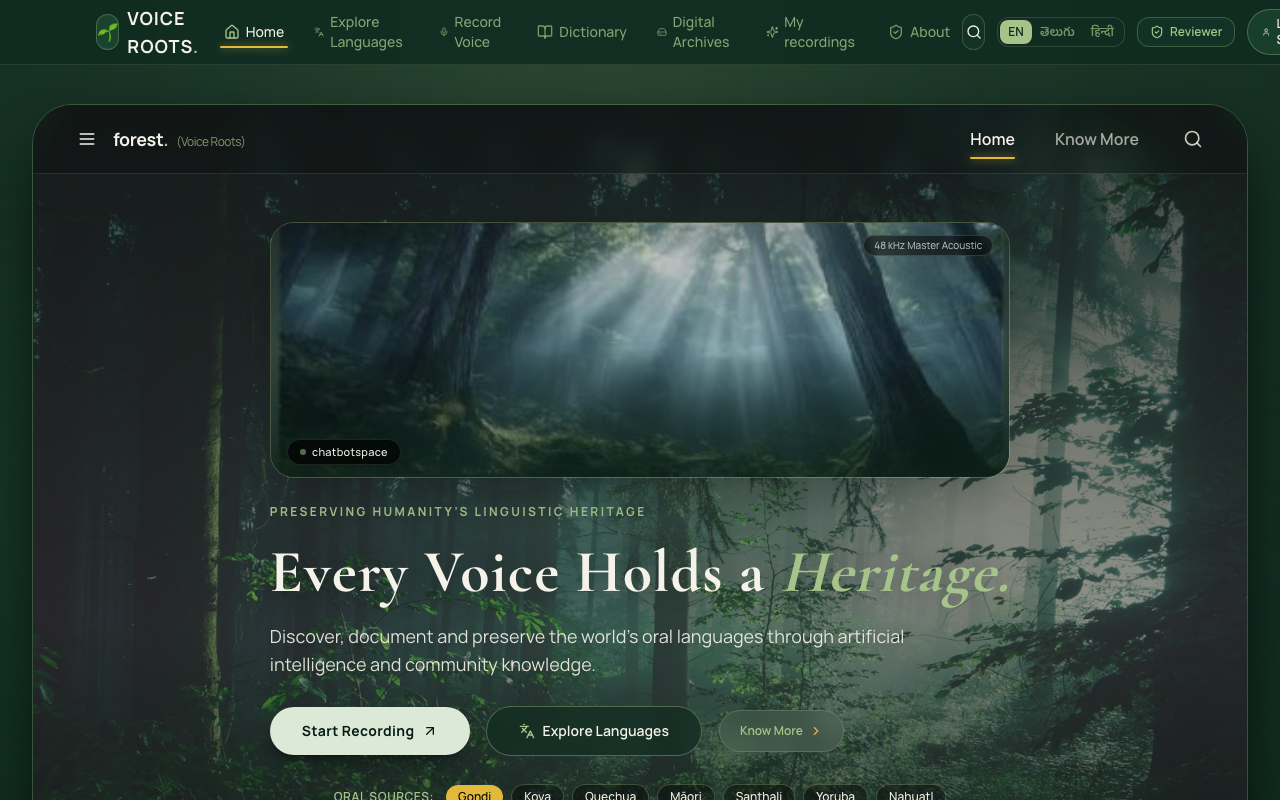 VOICE
ROOTS.
Home
Explore
Languages
Record
Voice
Dictionary
Digital
Archives
My
recordings
About
EN తెలుగు हिन्दी
Reviewer
forest. (Voice Roots)
Home
Know More
48 kHz Master Acoustic
chatbotspace
PRESERVING HUMANITY'S LINGUISTIC HERITAGE
Every Voice Holds a Heritage.
Discover, document and preserve the world's oral languages through artificial
intelligence and community knowledge.
Start Recording
Explore Languages
Know More
ORAL SOURCES: Gondi Koya Quechua Māori Santhali Yoruba Nahuatl